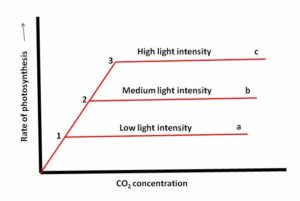 High light intensity c
3
Medium light intensity b
2
Low light intensity a
1
Rate of photosynthesis
CO₂ concentration